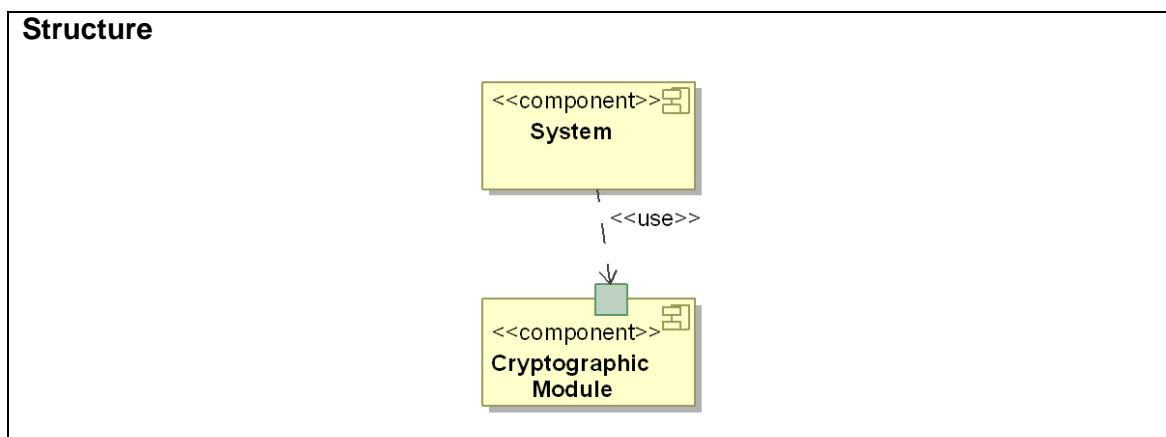 Structure
<<component>>
System
<<use>>
<<component>>
Cryptographic
Module